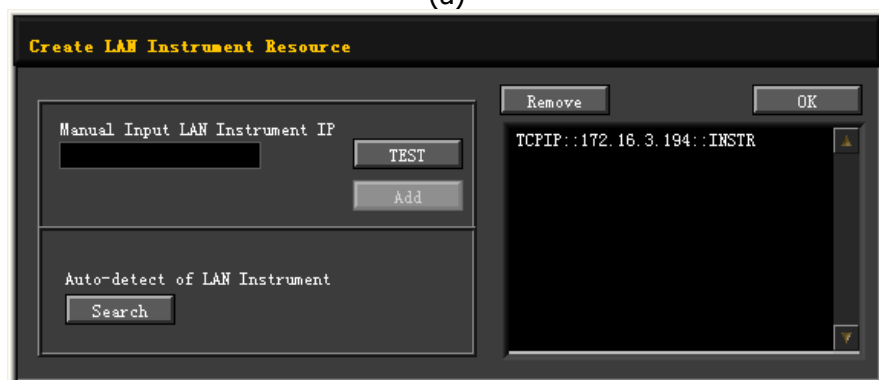 (a)
Create LAN Instrument Resource
Remove
OK
Manual Input LAN Instrument IP
TEST
Add
TCPIP::172.16.3.194::INSTR
Auto-detect of LAN Instrument
Search